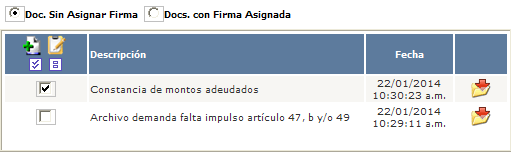 Doc. Sin Asignar Firma Docs. con Firma Asignada
Descripción Fecha
Constancia de montos adeudados 22/01/2014
10:30:23 a.m.
Archivo demanda falta impulso artículo 47, b y/o 49 22/01/2014
10:29:11 a.m.